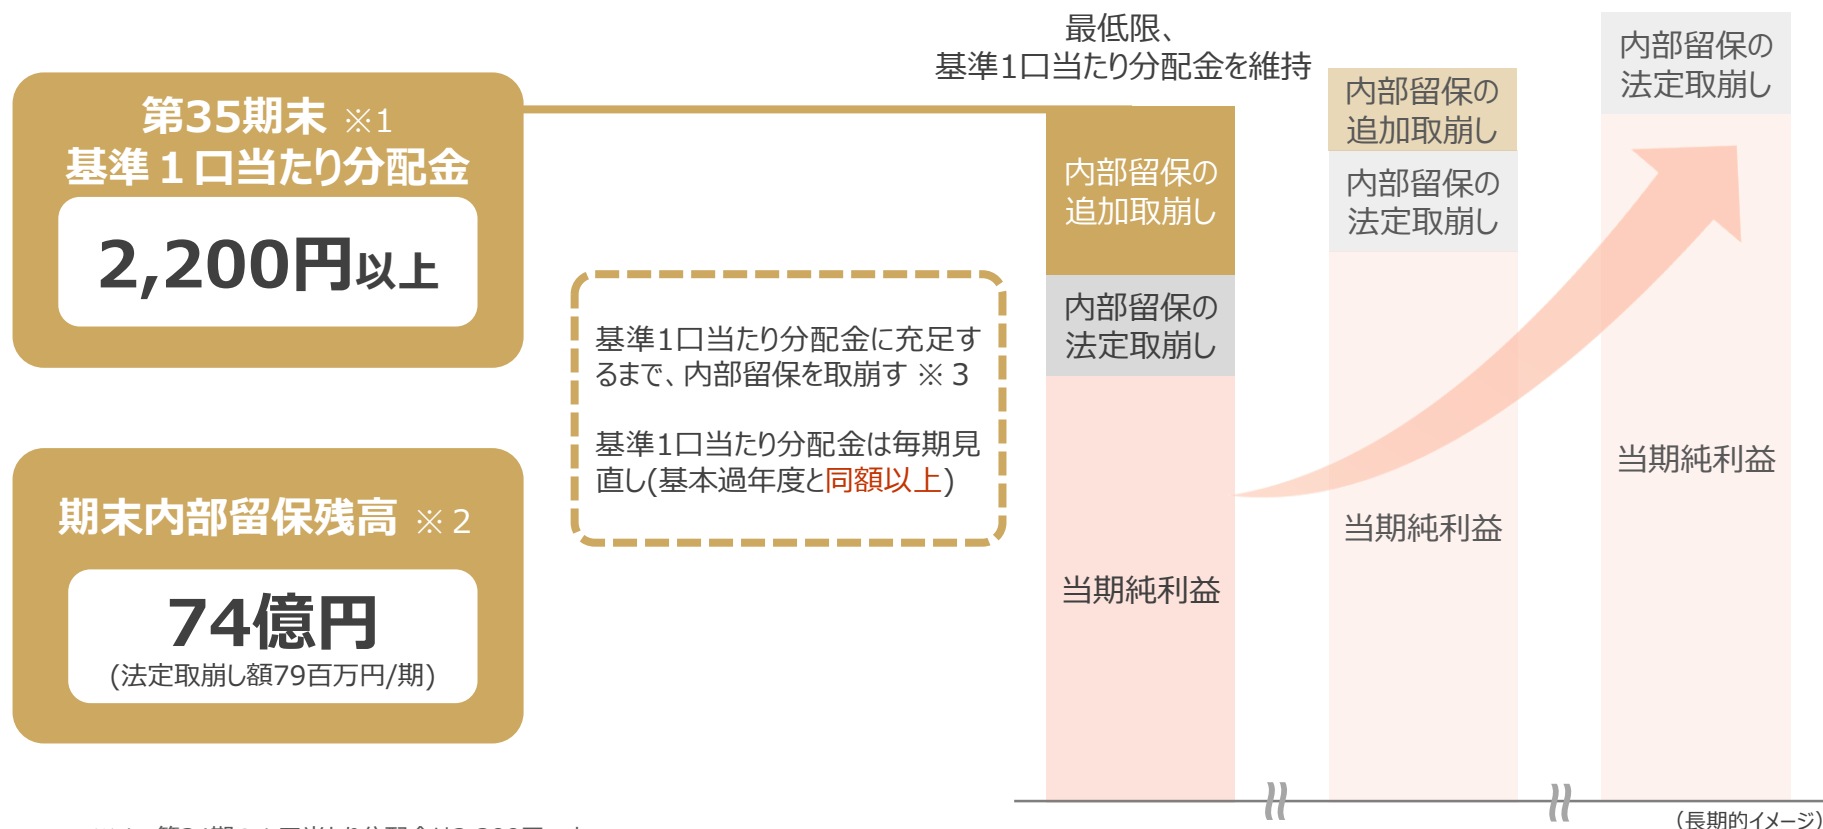 第35期末 ※1
基準１口当たり分配金
2,200円以上
期末内部留保残高 ※２
74億円
(法定取崩し額79百万円/期)
基準1口当たり分配金に充足す
るまで、内部留保を取崩す ※３
基準1口当たり分配金は毎期見
直し(基本過年度と同額以上)
最低限、
基準1口当たり分配金を維持
内部留保の
追加取崩し
内部留保の
法定取崩し
当期純利益
内部留保の
追加取崩し
内部留保の
法定取崩し
当期純利益
内部留保の
法定取崩し
当期純利益
（長期的イメージ）